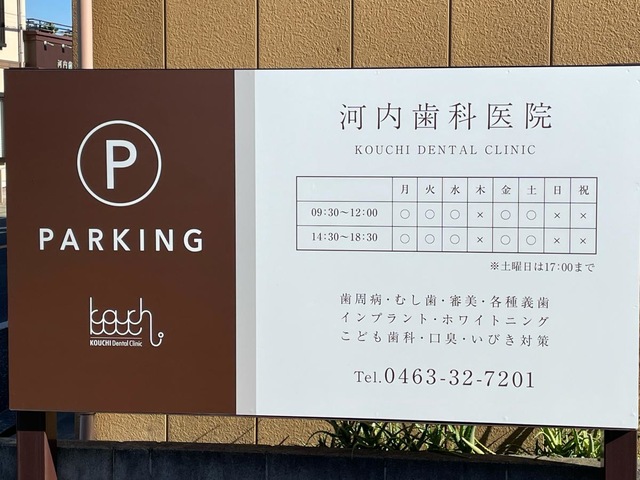 P
PARKING
kouchi
KOUCHI Dental Clinic
河内歯科医院
KOUCHI DENTAL CLINIC
月 火 水 木 金 土 日 祝
09:30〜12:00 ○ ○ ○ × ○ ○ × ×
14:30〜18:30 ○ ○ ○ × ○ ○ × ×
※土曜日は17:00まで
歯周病・むし歯・審美・各種義歯
インプラント・ホワイトニング
こども歯科・口臭・いびき対策
Tel.0463-32-7201